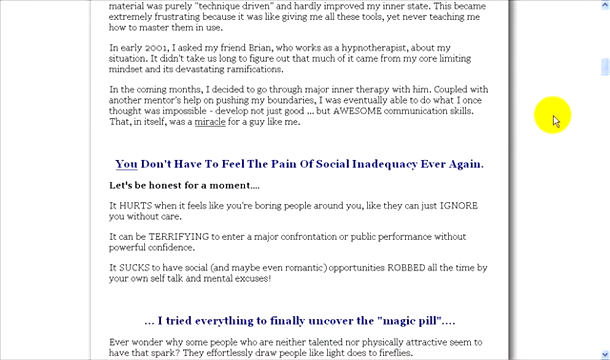 material was purely "technique driven" and hardly improved my inner state. This became
extremely frustrating because it was like giving me all these tools, yet never teaching me
how to master them in use.
In early 2001, I asked my friend Brian, who works as a hypnotherapist, about my
situation. It didn't take us long to figure out that much of it came from my core limiting
mindset and its devastating ramifications.
In the coming months, I decided to go through major inner therapy with him. Coupled with
another mentor's help on pushing my boundaries, I was eventually able to do what I once
thought was impossible - develop not just good ... but AWESOME communication skills.
That, in itself, was a miracle for a guy like me.
You Don't Have To Feel The Pain Of Social Inadequacy Ever Again.
Let's be honest for a moment....
It HURTS when it feels like you're boring people around you, like they can just IGNORE
you without care.
It can be TERRIFYING to enter a major confrontation or public performance without
powerful confidence.
It SUCKS to have social (and maybe even romantic) opportunities ROBBED all the time by
your own self talk and mental excuses!
... I tried everything to finally uncover the "magic pill"....
Ever wonder why some people who are neither talented nor physically attractive seem to
have that spark? They effortlessly draw people like light does to fireflies.